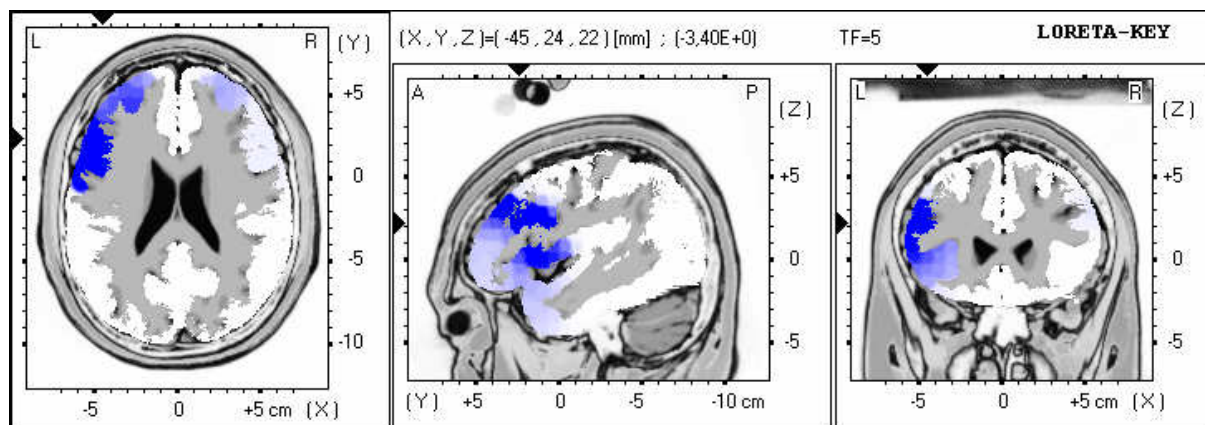 (X,Y,Z)=(-45,24,22)[mm] ; (-3,40E+0) TF=5 LORETA-KEY
L R (Y)
+5
0
-5
-10
-5 0 +5 cm (X)
A P (Z)
+5
0
-5
(Y) +5 0 -5 -10 cm
L R (Z)
+5
0
-5
-5 0 +5 cm (X)